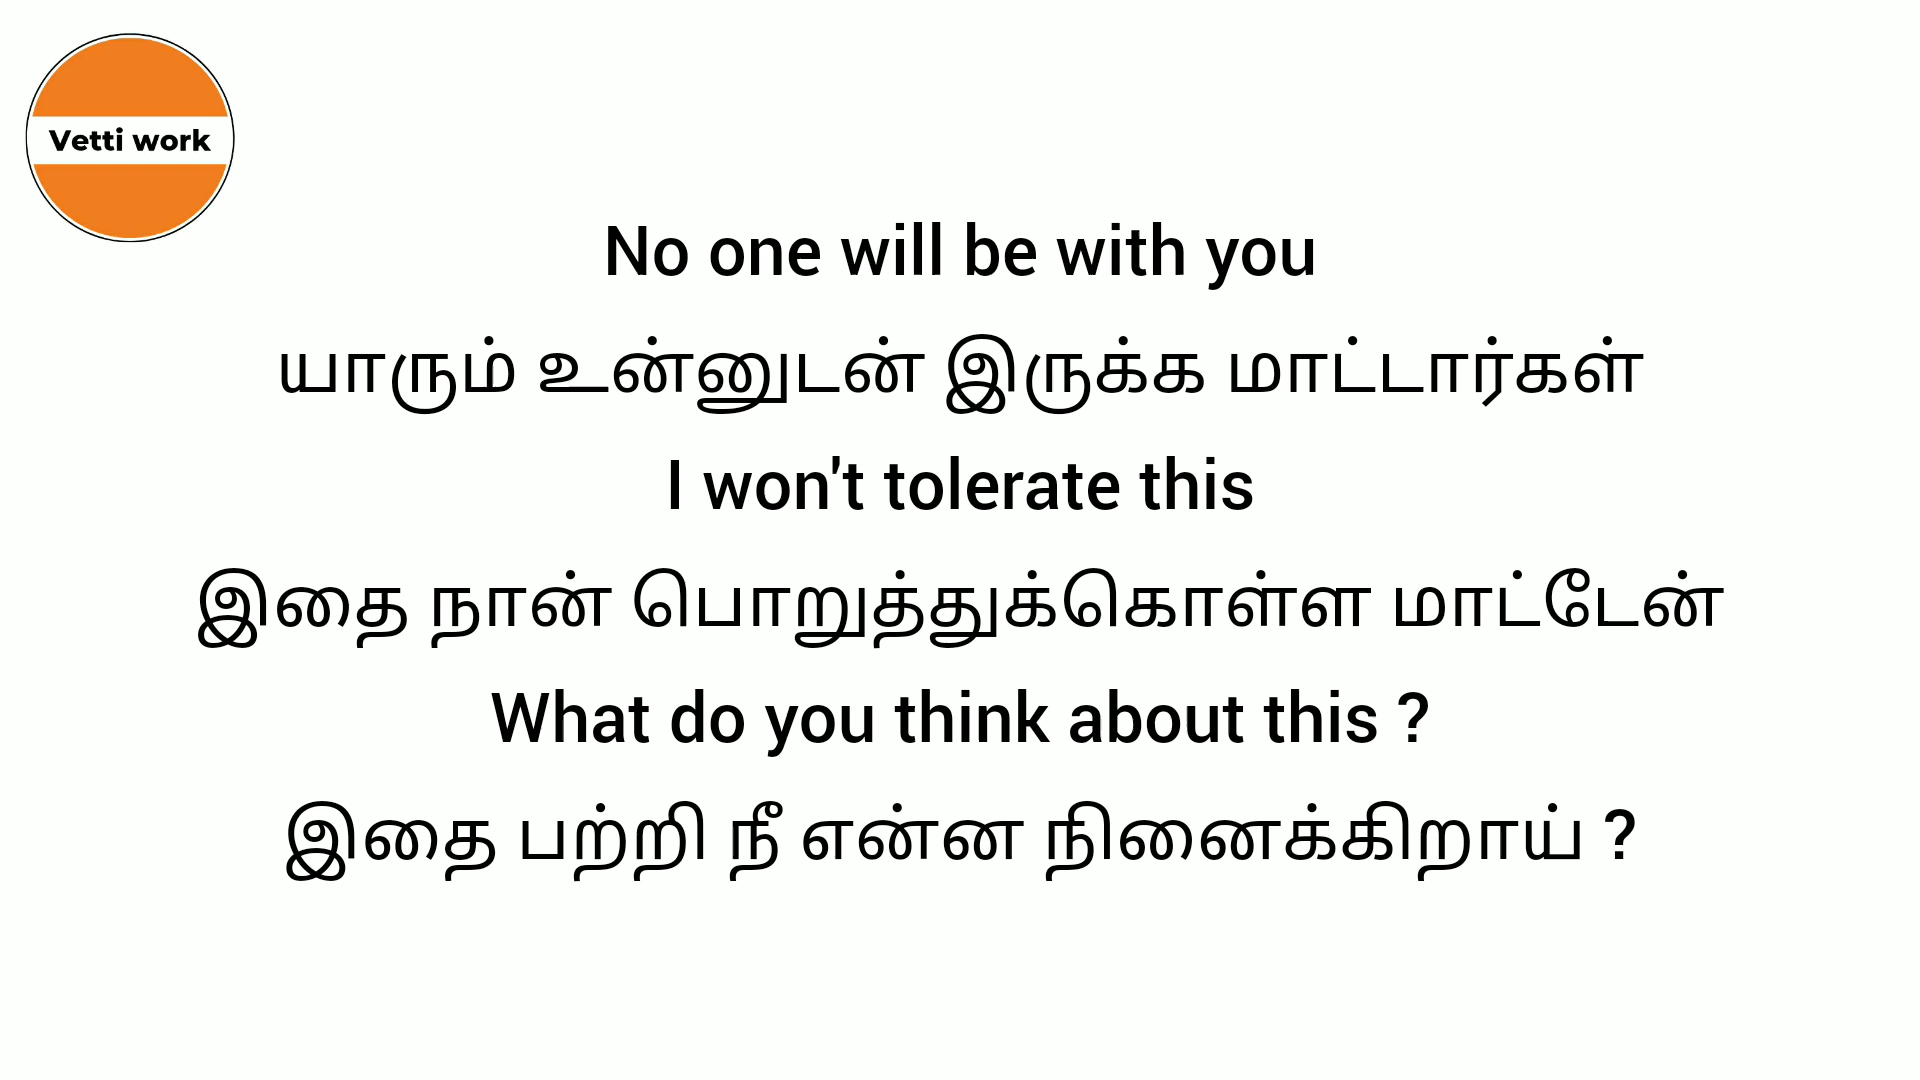 Vetti work
No one will be with you
யாரும் உன்னுடன் இருக்க மாட்டார்கள்
I won't tolerate this
இதை நான் பொறுத்துக்கொள்ள மாட்டேன்
What do you think about this ?
இதை பற்றி நீ என்ன நினைக்கிறாய் ?